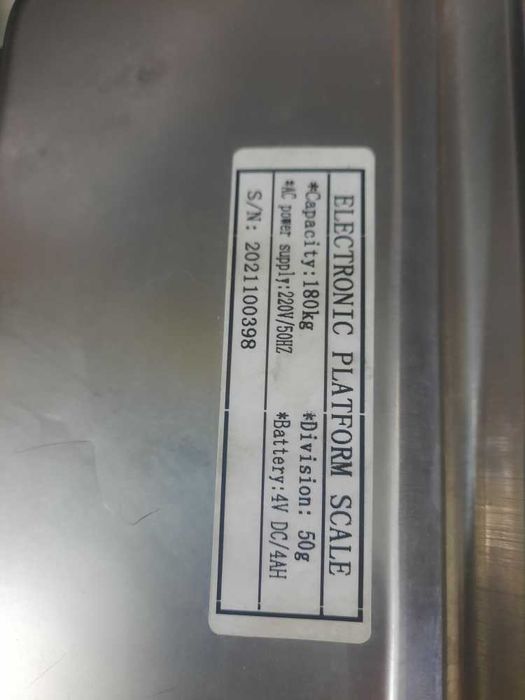 ELECTRONIC PLATFORM SCALE
*Capacity:180kg *Division: 50g
*AC power supply:220V/50HZ *Battery:4V DC/4AH
S/N: 2021100398